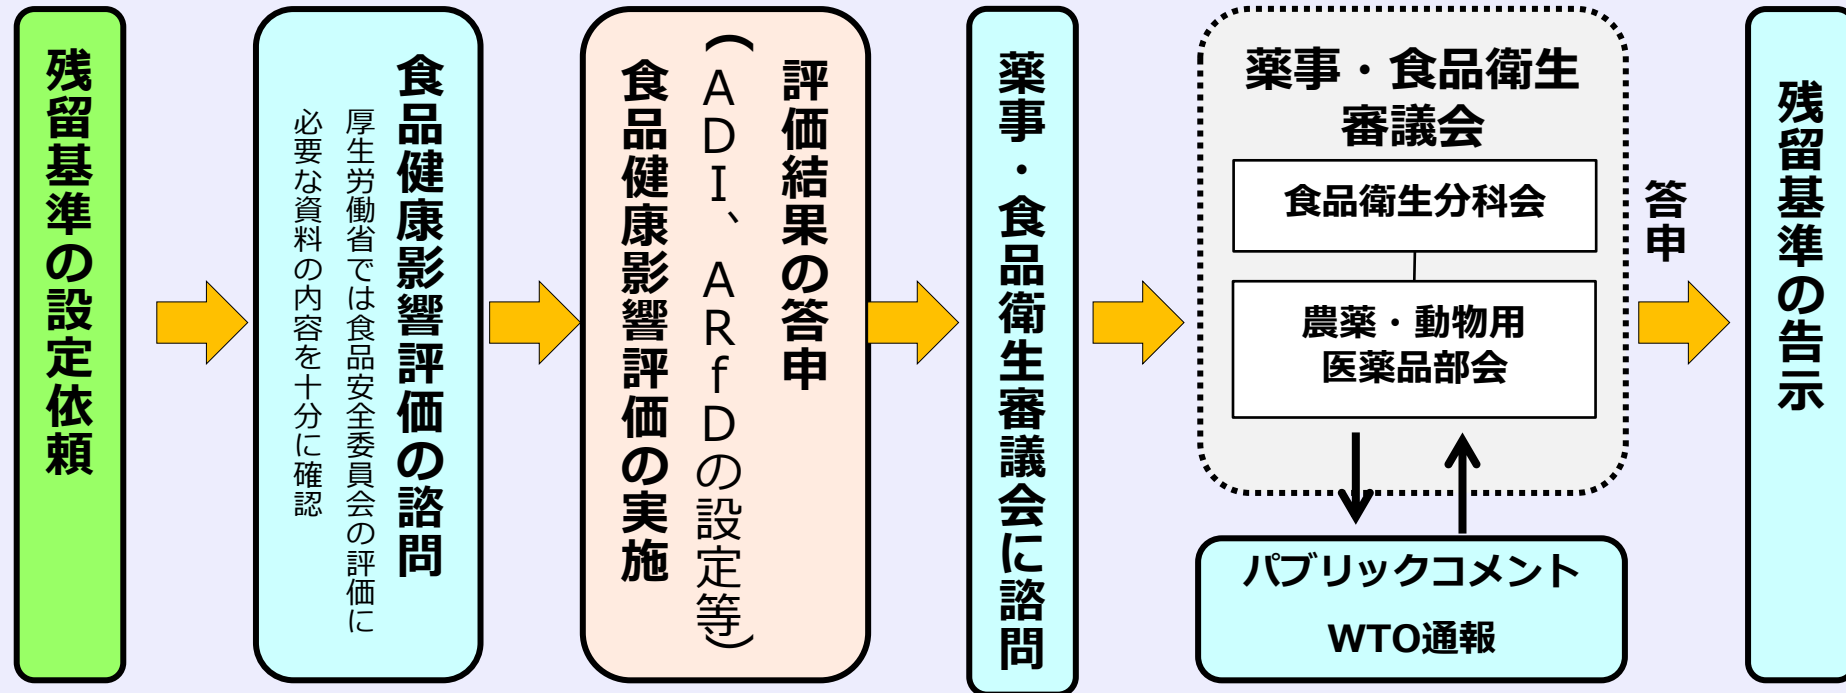 残留基準の設定依頼
食品健康影響評価の諮問
厚生労働省では食品安全委員会の評価に
必要な資料の内容を十分に確認
評価結果の答申
（ＡＤＩ、ＡＲｆＤの設定等）
食品健康影響評価の実施
薬事・食品衛生審議会に諮問
薬事・食品衛生
審議会
食品衛生分科会
農薬・動物用
医薬品部会
パブリックコメント
WTO通報
答申
残留基準の告示